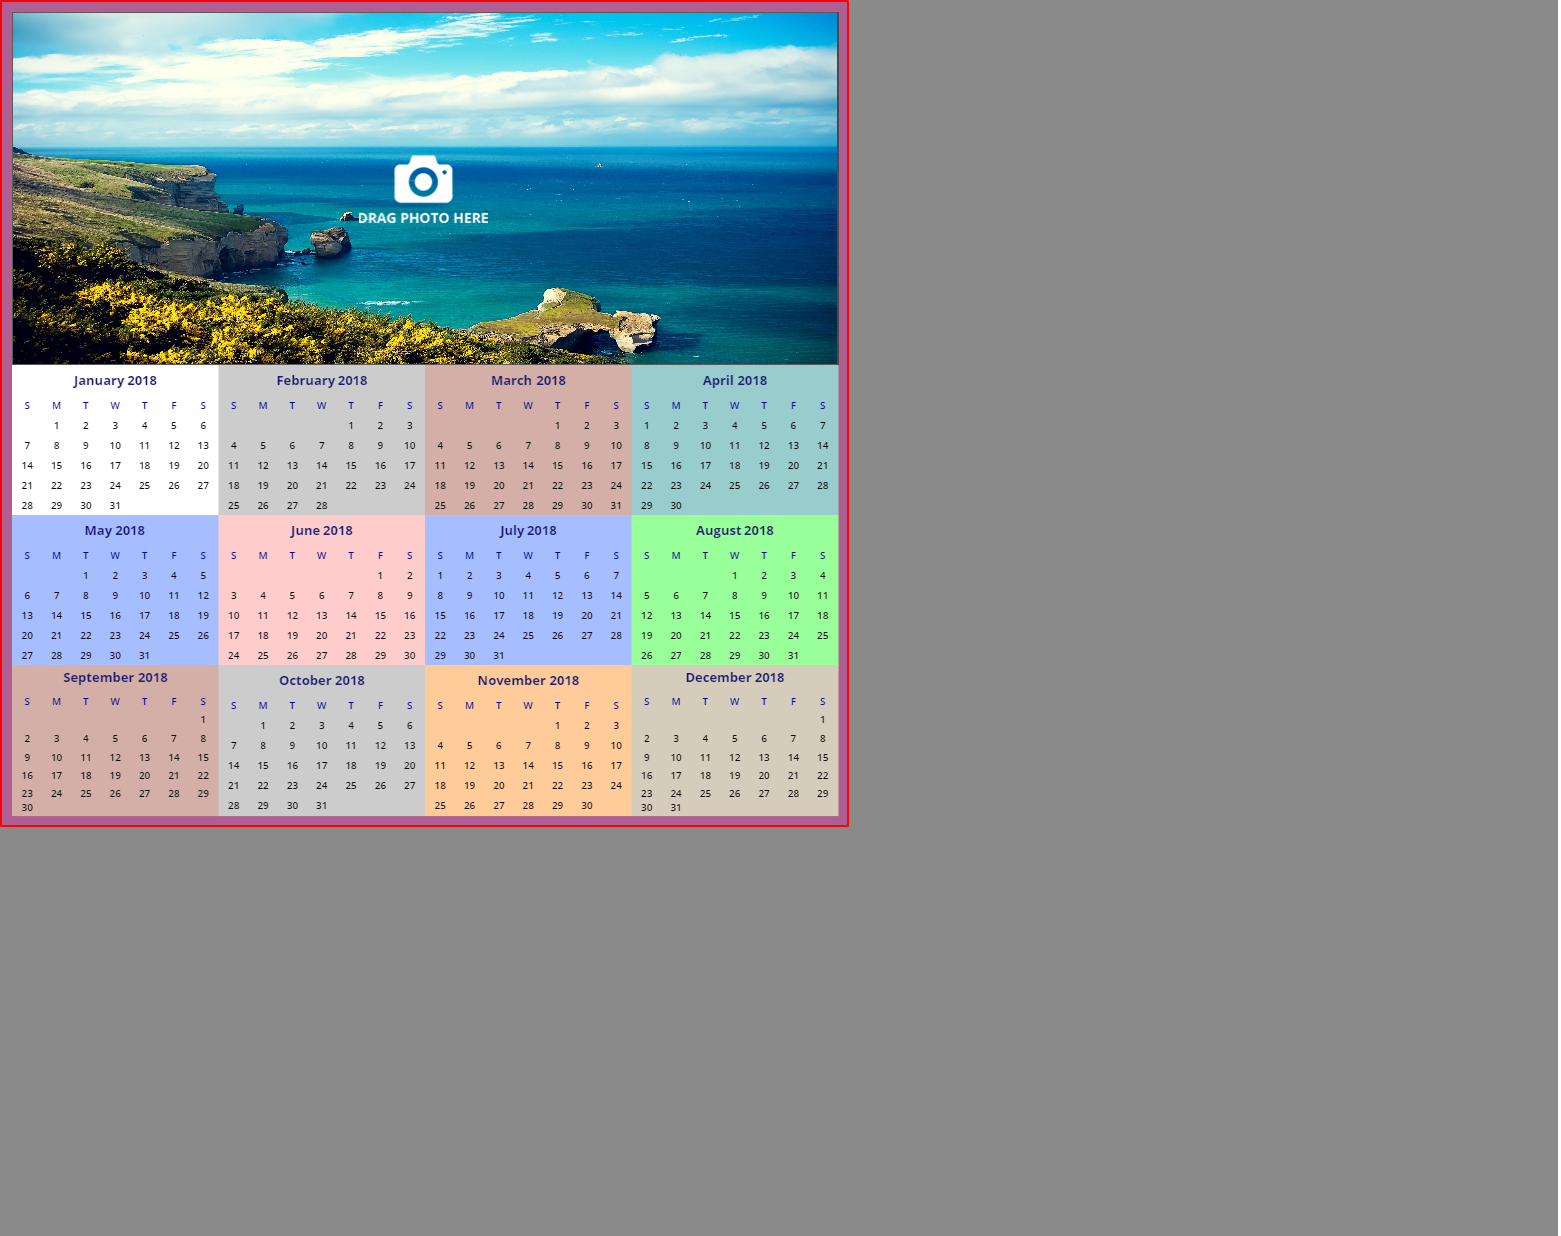 DRAG PHOTO HERE
January 2018
S M T W T F S
1 2 3 4 5 6
7 8 9 10 11 12 13
14 15 16 17 18 19 20
21 22 23 24 25 26 27
28 29 30 31
February 2018
S M T W T F S
1 2 3
4 5 6 7 8 9 10
11 12 13 14 15 16 17
18 19 20 21 22 23 24
25 26 27 28
March 2018
S M T W T F S
1 2 3
4 5 6 7 8 9 10
11 12 13 14 15 16 17
18 19 20 21 22 23 24
25 26 27 28 29 30 31
April 2018
S M T W T F S
1 2 3 4 5 6 7
8 9 10 11 12 13 14
15 16 17 18 19 20 21
22 23 24 25 26 27 28
29 30
May 2018
S M T W T F S
1 2 3 4 5
6 7 8 9 10 11 12
13 14 15 16 17 18 19
20 21 22 23 24 25 26
27 28 29 30 31
June 2018
S M T W T F S
1 2
3 4 5 6 7 8 9
10 11 12 13 14 15 16
17 18 19 20 21 22 23
24 25 26 27 28 29 30
July 2018
S M T W T F S
1 2 3 4 5 6 7
8 9 10 11 12 13 14
15 16 17 18 19 20 21
22 23 24 25 26 27 28
29 30 31
August 2018
S M T W T F S
1 2 3 4
5 6 7 8 9 10 11
12 13 14 15 16 17 18
19 20 21 22 23 24 25
26 27 28 29 30 31
September 2018
S M T W T F S
1
2 3 4 5 6 7 8
9 10 11 12 13 14 15
16 17 18 19 20 21 22
23 24 25 26 27 28 29
30
October 2018
S M T W T F S
1 2 3 4 5 6
7 8 9 10 11 12 13
14 15 16 17 18 19 20
21 22 23 24 25 26 27
28 29 30 31
November 2018
S M T W T F S
1 2 3
4 5 6 7 8 9 10
11 12 13 14 15 16 17
18 19 20 21 22 23 24
25 26 27 28 29 30
December 2018
S M T W T F S
1
2 3 4 5 6 7 8
9 10 11 12 13 14 15
16 17 18 19 20 21 22
23 24 25 26 27 28 29
30 31